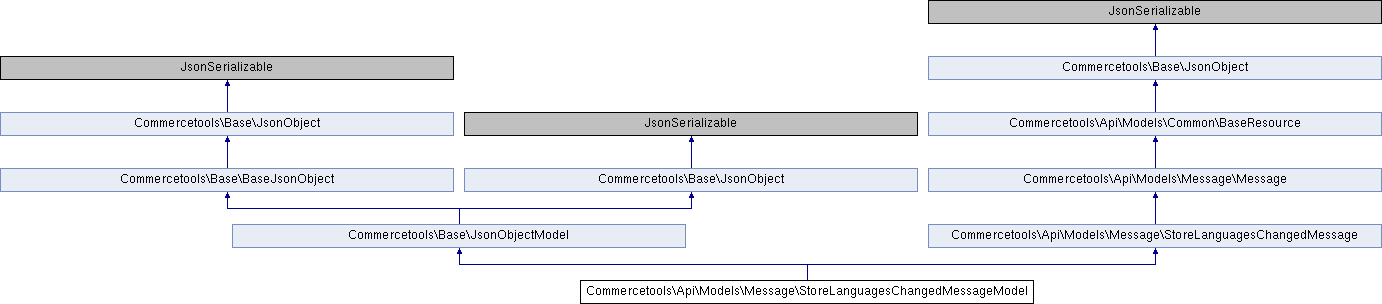 JsonSerializable
JsonSerializable
Commercetools\Base\JsonObject
Commercetools\Base\JsonObject
JsonSerializable
Commercetools\Api\Models\Common\BaseResource
Commercetools\Base\BaseJsonObject
Commercetools\Base\JsonObject
Commercetools\Api\Models\Message\Message
Commercetools\Base\JsonObjectModel
Commercetools\Api\Models\Message\StoreLanguagesChangedMessage
Commercetools\Api\Models\Message\StoreLanguagesChangedMessageModel